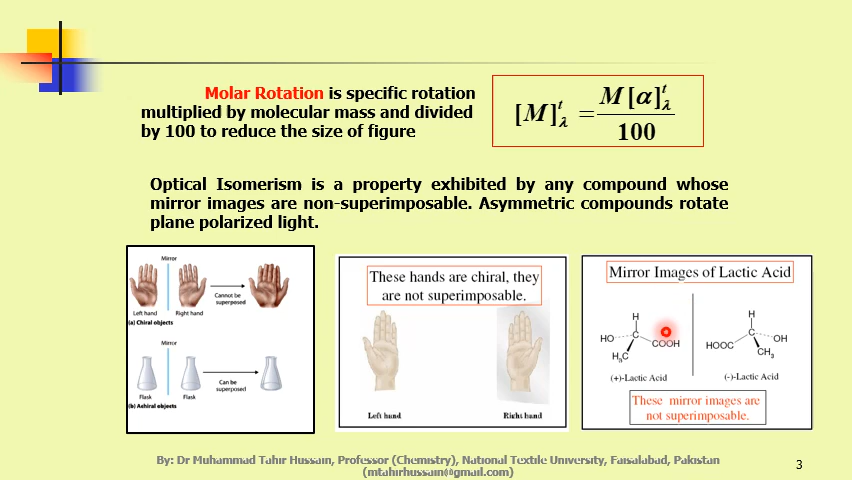 Molar Rotation is specific rotation
multiplied by molecular mass and divided
by 100 to reduce the size of figure
[M]ᵗλ = M[α]ᵗλ / 100
Optical Isomerism is a property exhibited by any compound whose
mirror images are non-superimposable. Asymmetric compounds rotate
plane polarized light.
Mirror
Cannot be
superposed
Left hand
Right hand
(a) Chiral objects
Mirror
Can be
superposed
Flask
Flask
(b) Achiral objects
These hands are chiral, they
are not superimposable.
Left hand
Right hand
Mirror Images of Lactic Acid
H
HO
C
COOH
H₃C
(+)-Lactic Acid
H
C
OH
HOOC
CH₃
(-)-Lactic Acid
These mirror images are
not superimposable.
By: Dr Muhammad Tahir Hussain, Professor (Chemistry), National Textile University, Faisalabad, Pakistan
(mtahirhussain@gmail.com)
3